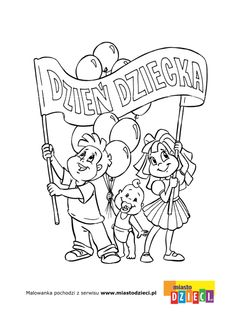 DZIEŃ DZIECKA
Malowanka pochodzi z serwisu www.miastodzieci.pl
miasto
DZIECI